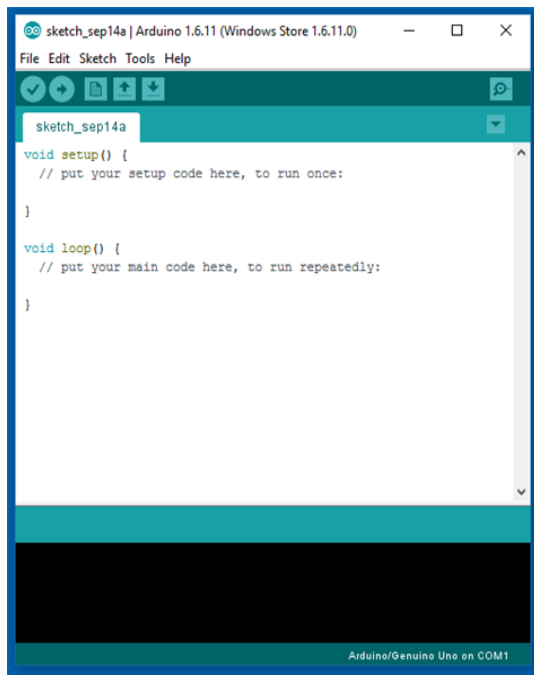 sketch_sep14a | Arduino 1.6.11 (Windows Store 1.6.11.0)
File Edit Sketch Tools Help
sketch_sep14a
void setup() {
  // put your setup code here, to run once:
}
void loop() {
  // put your main code here, to run repeatedly:
}
Arduino/Genuino Uno on COM1